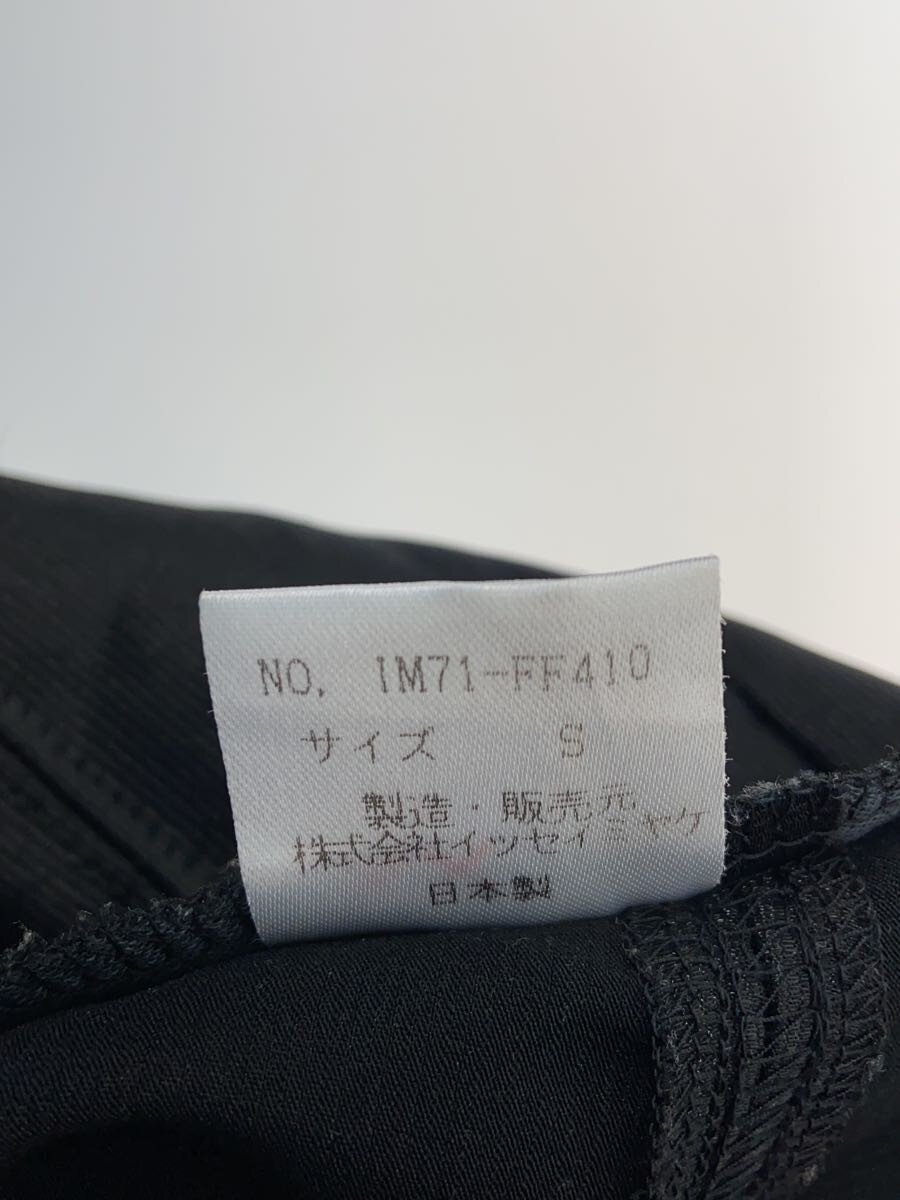 NO. IM71-FF410
サイズ S
製造・販売元
株式会社イッセイミヤケ
日本製